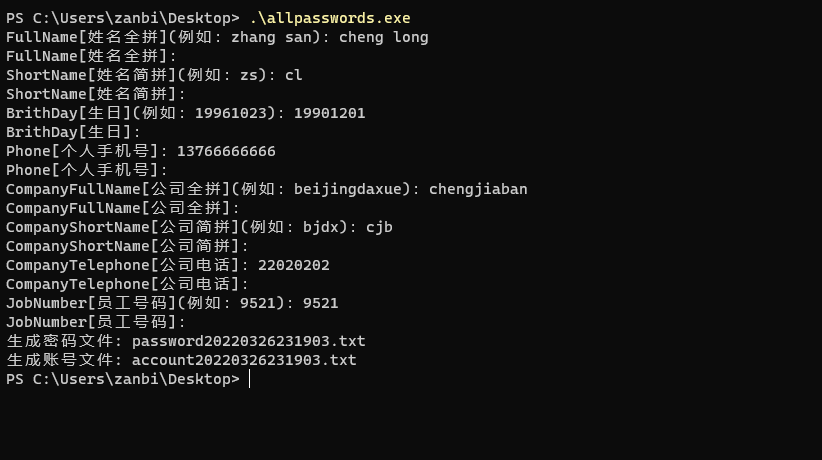 PS C:\Users\zanbi\Desktop> .\allpasswords.exe
FullName[姓名全拼](例如: zhang san): cheng long
FullName[姓名全拼]:
ShortName[姓名简拼](例如: zs): cl
ShortName[姓名简拼]:
BrithDay[生日](例如: 19961023): 19901201
BrithDay[生日]:
Phone[个人手机号]: 13766666666
Phone[个人手机号]:
CompanyFullName[公司全拼](例如: beijingdaxue): chengjiaban
CompanyFullName[公司全拼]:
CompanyShortName[公司简拼](例如: bjdx): cjb
CompanyShortName[公司简拼]:
CompanyTelephone[公司电话]: 22020202
CompanyTelephone[公司电话]:
JobNumber[员工号码](例如: 9521): 9521
JobNumber[员工号码]:
生成密码文件: password20220326231903.txt
生成账号文件: account20220326231903.txt
PS C:\Users\zanbi\Desktop>